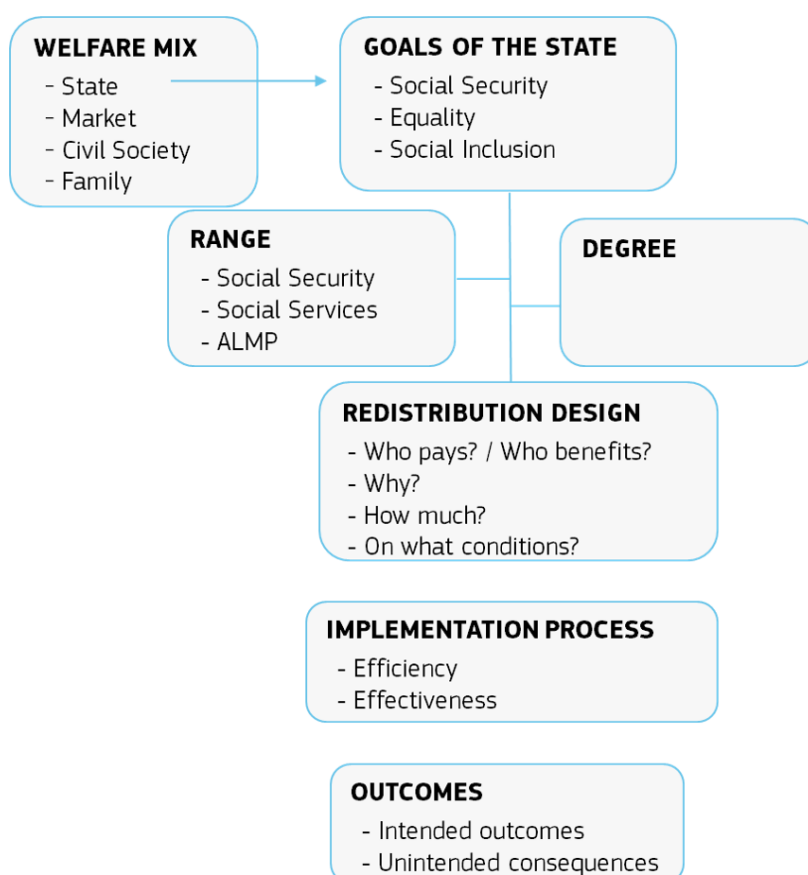 WELFARE MIX
- State
- Market
- Civil Society
- Family
GOALS OF THE STATE
- Social Security
- Equality
- Social Inclusion
RANGE
- Social Security
- Social Services
- ALMP
DEGREE
REDISTRIBUTION DESIGN
- Who pays? / Who benefits?
- Why?
- How much?
- On what conditions?
IMPLEMENTATION PROCESS
- Efficiency
- Effectiveness
OUTCOMES
- Intended outcomes
- Unintended consequences